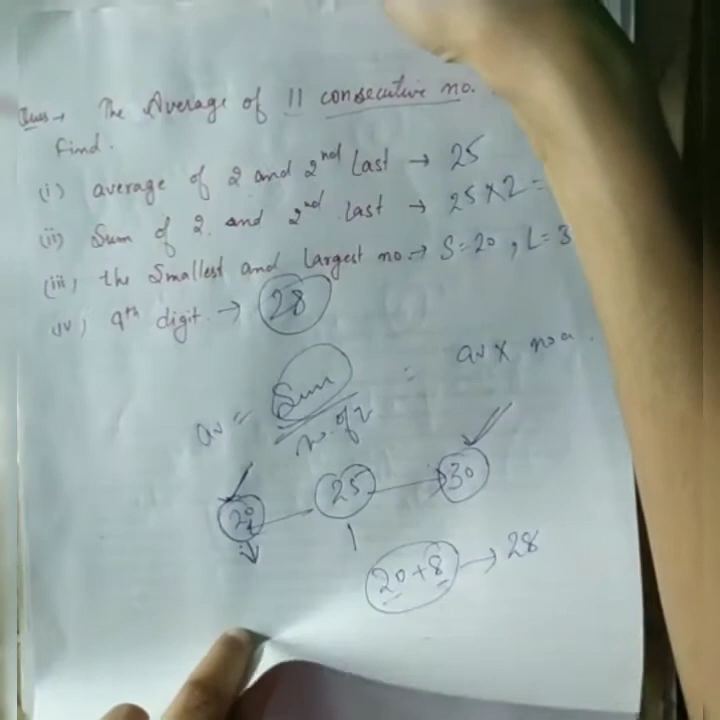 Ques → The Average of 11 consecutive no.
find.
(i) average of 2 and 2nd last → 25
(ii) Sum of 2. and 2nd last → 25×2=
(iii) the Smallest and largest no.→ S=20, L=3
(iv) 9th digit. → 28
av = Sum / no. of = av ×
20 25 30
20+8 → 28